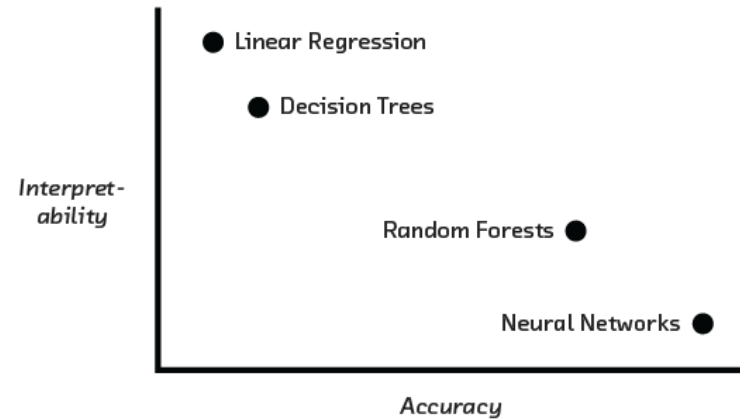 Linear Regression
Decision Trees
Interpret-
ability
Random Forests
Neural Networks
Accuracy